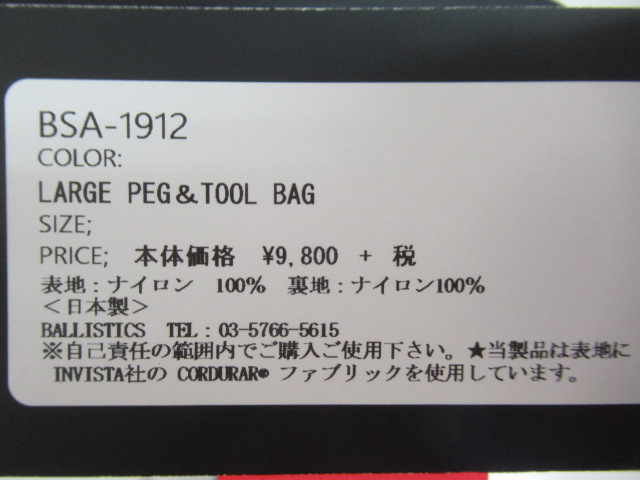 BSA-1912
COLOR:
LARGE PEG&TOOL BAG
SIZE;
PRICE; 本体価格 ¥9,800 + 税
表地:ナイロン 100% 裏地:ナイロン100%
<日本製>
BALLISTICS TEL:03-5766-5615
※自己責任の範囲内でご購入ご使用下さい。★当製品は表地に
INVISTA社の CORDURAR® ファブリックを使用しています。